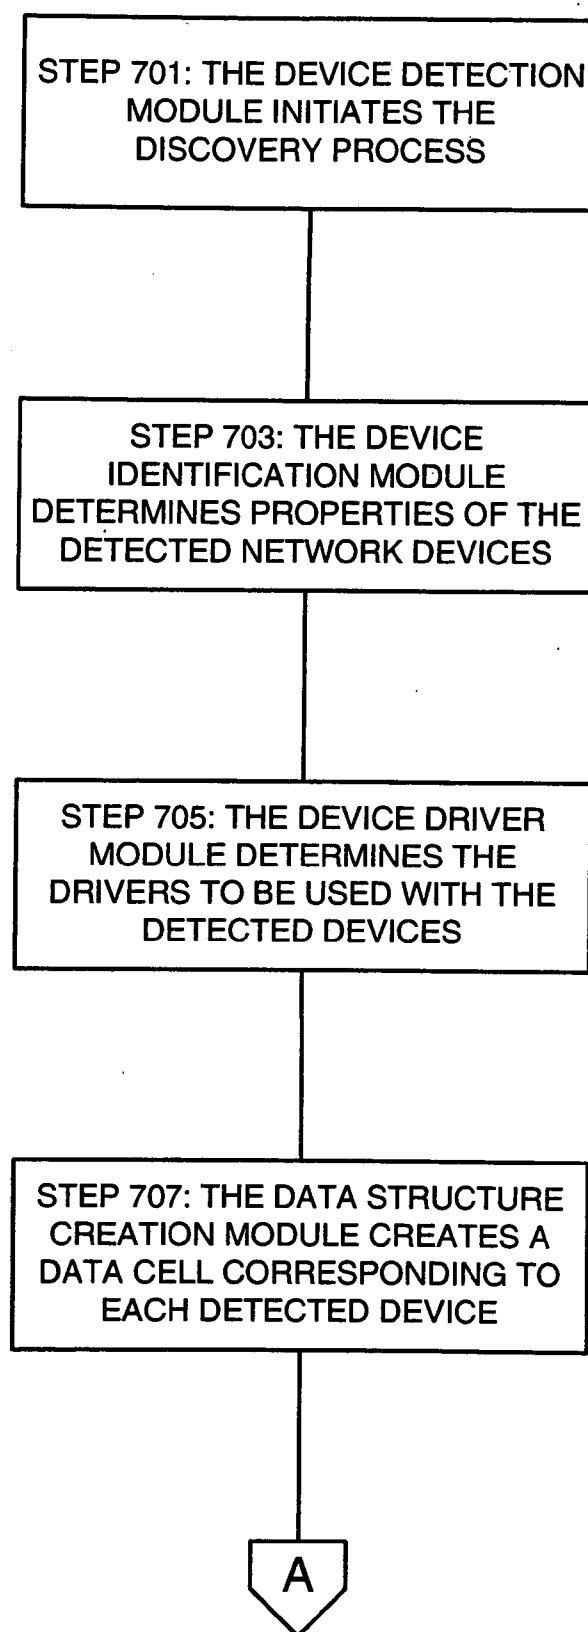 STEP 701: THE DEVICE DETECTION
MODULE INITIATES THE
DISCOVERY PROCESS
STEP 703: THE DEVICE
IDENTIFICATION MODULE
DETERMINES PROPERTIES OF THE
DETECTED NETWORK DEVICES
STEP 705: THE DEVICE DRIVER
MODULE DETERMINES THE
DRIVERS TO BE USED WITH THE
DETECTED DEVICES
STEP 707: THE DATA STRUCTURE
CREATION MODULE CREATES A
DATA CELL CORRESPONDING TO
EACH DETECTED DEVICE
A